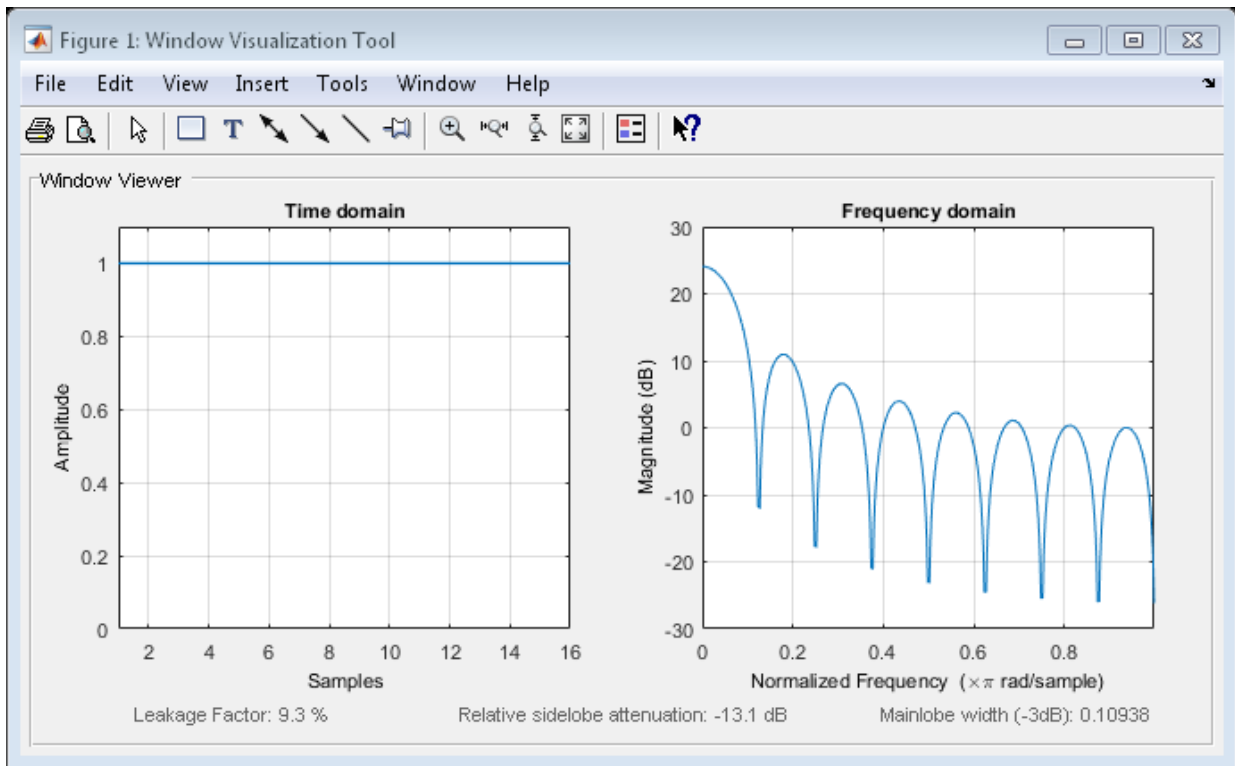 Figure 1: Window Visualization Tool
File Edit View Insert Tools Window Help
T ?
Window Viewer
Time domain
Amplitude
1
0.8
0.6
0.4
0.2
0
2 4 6 8 10 12 14 16
Samples
Frequency domain
Magnitude (dB)
30
20
10
0
-10
-20
-30
0 0.2 0.4 0.6 0.8
Normalized Frequency (×π rad/sample)
Leakage Factor: 9.3 % Relative sidelobe attenuation: -13.1 dB Mainlobe width (-3dB): 0.10938